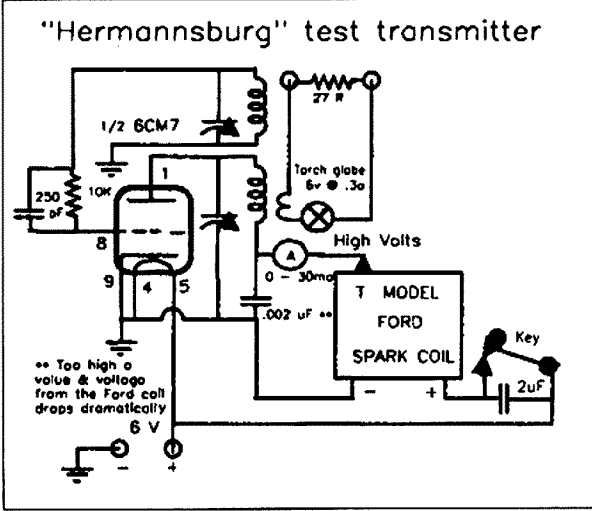 "Hermannsburg" test transmitter
27 R
1/2 6CM7
1
Torch globe
6v @ .3a
250
pF
10K
8
High Volts
A
9
4
5
0 - 30ma
T MODEL
FORD
SPARK COIL
.002 uF **
Key
- +
2uF
** Too high a
value & voltage
from the Ford coil
drops dramatically
6 V
- +